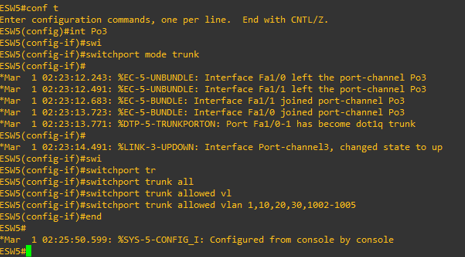 ESW5#conf t
Enter configuration commands, one per line.  End with CNTL/Z.
ESW5(config)#int Po3
ESW5(config-if)#swi
ESW5(config-if)#switchport mode trunk
ESW5(config-if)#
*Mar  1 02:23:12.243: %EC-5-UNBUNDLE: Interface Fa1/0 left the port-channel Po3
*Mar  1 02:23:12.491: %EC-5-UNBUNDLE: Interface Fa1/1 left the port-channel Po3
*Mar  1 02:23:12.683: %EC-5-BUNDLE: Interface Fa1/1 joined port-channel Po3
*Mar  1 02:23:13.723: %EC-5-BUNDLE: Interface Fa1/0 joined port-channel Po3
*Mar  1 02:23:13.771: %DTP-5-TRUNKPORTON: Port Fa1/0-1 has become dot1q trunk
ESW5(config-if)#
*Mar  1 02:23:14.491: %LINK-3-UPDOWN: Interface Port-channel3, changed state to up
ESW5(config-if)#swi
ESW5(config-if)#switchport tr
ESW5(config-if)#switchport trunk all
ESW5(config-if)#switchport trunk allowed vl
ESW5(config-if)#switchport trunk allowed vlan 1,10,20,30,1002-1005
ESW5(config-if)#end
ESW5#
*Mar  1 02:25:50.599: %SYS-5-CONFIG_I: Configured from console by console
ESW5#